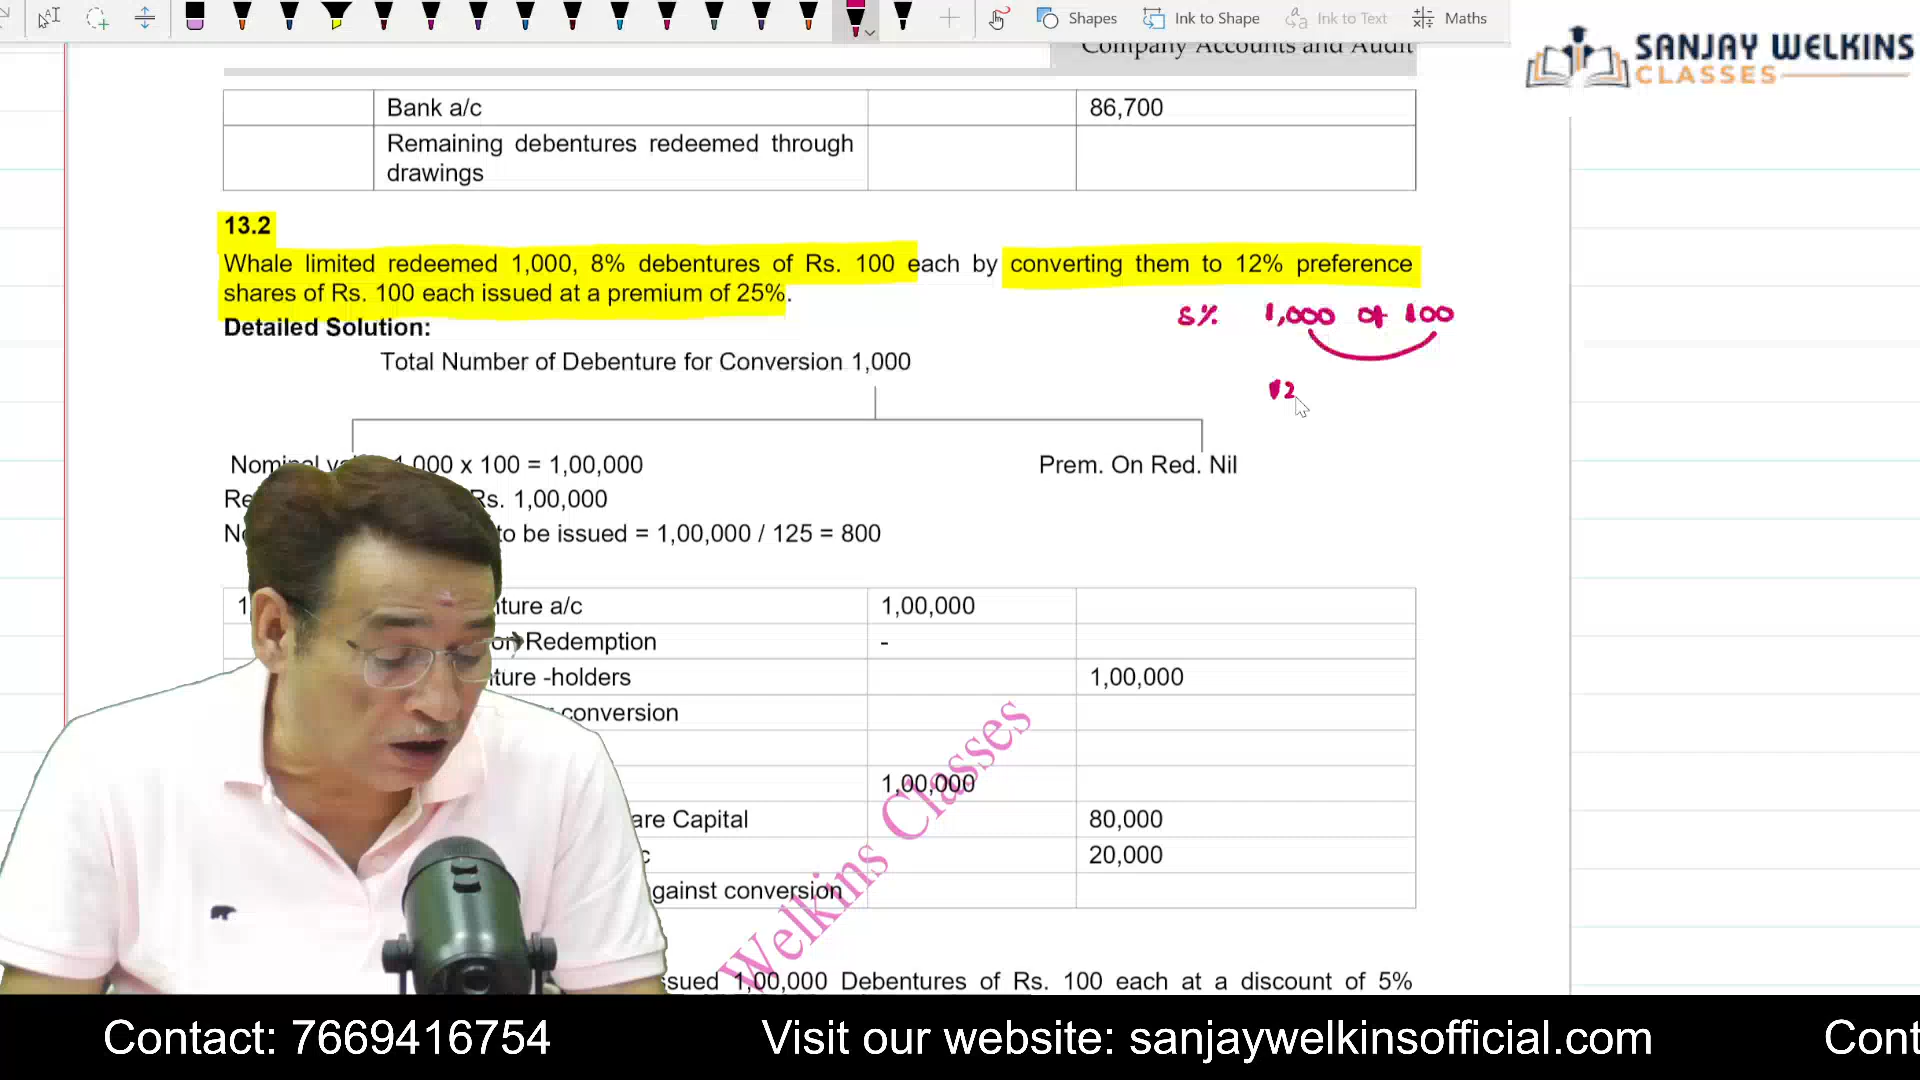 Shapes Ink to Shape Ink to Text Maths
Company Accounts and Audit
SANJAY WELKINS
CLASSES
Bank a/c 86,700
Remaining debentures redeemed through
drawings
13.2
Whale limited redeemed 1,000, 8% debentures of Rs. 100 each by converting them to 12% preference
shares of Rs. 100 each issued at a premium of 25%.
8% 1,000 of 100
Detailed Solution:
Total Number of Debenture for Conversion 1,000
12
1,000 x 100 = 1,00,000 Prem. On Red. Nil
Rs. 1,00,000
to be issued = 1,00,000 / 125 = 800
a/c 1,00,000
Redemption -
-holders 1,00,000
conversion
1,00,000
Capital 80,000
20,000
conversion
Welkins Classes
1,00,000 Debentures of Rs. 100 each at a discount of 5%
Contact: 7669416754 Visit our website: sanjaywelkinsofficial.com